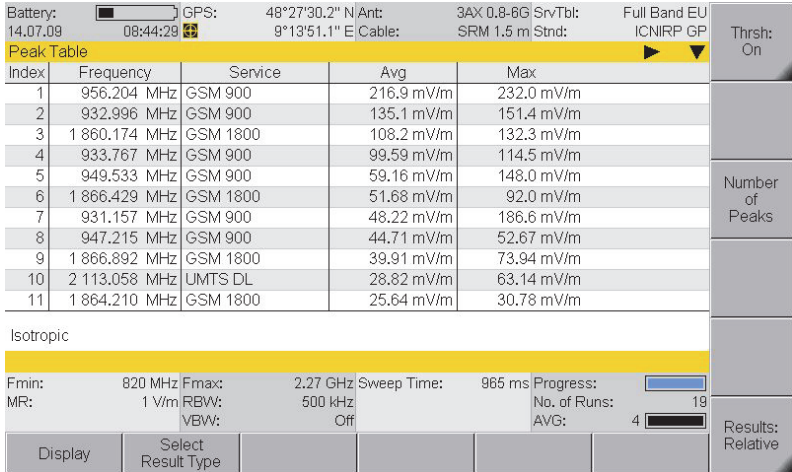 Battery: GPS: 48°27'30.2" N Ant: 3AX 0.8-6G SrvTbl: Full Band EU
14.07.09 08:44:29 9°13'51.1" E Cable: SRM 1.5 m Stnd: ICNIRP GP
Thrsh:
On
Peak Table
Index Frequency Service Avg Max
1 956.204 MHz GSM 900 216.9 mV/m 232.0 mV/m
2 932.996 MHz GSM 900 135.1 mV/m 151.4 mV/m
3 1 860.174 MHz GSM 1800 108.2 mV/m 132.3 mV/m
4 933.767 MHz GSM 900 99.59 mV/m 114.5 mV/m
5 949.533 MHz GSM 900 59.16 mV/m 148.0 mV/m
6 1 866.429 MHz GSM 1800 51.68 mV/m 92.0 mV/m
7 931.157 MHz GSM 900 48.22 mV/m 186.6 mV/m
8 947.215 MHz GSM 900 44.71 mV/m 52.67 mV/m
9 1 866.892 MHz GSM 1800 39.91 mV/m 73.94 mV/m
10 2 113.058 MHz UMTS DL 28.82 mV/m 63.14 mV/m
11 1 864.210 MHz GSM 1800 25.64 mV/m 30.78 mV/m
Number
of
Peaks
Isotropic
Fmin: 820 MHz Fmax: 2.27 GHz Sweep Time: 965 ms Progress:
MR: 1 V/m RBW: 500 kHz No. of Runs: 19
VBW: Off AVG: 4
Results:
Relative
Display
Select
Result Type